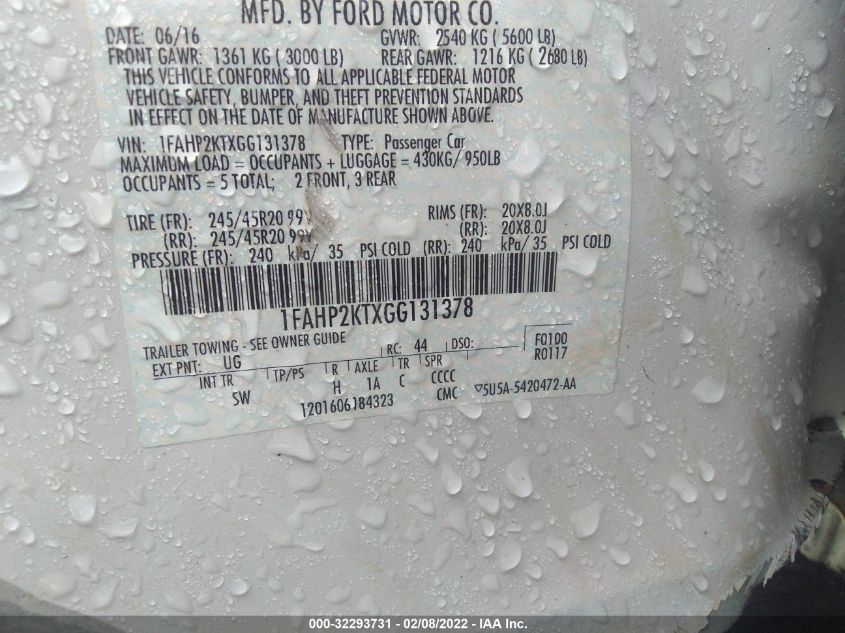 MFD. BY FORD MOTOR CO.
DATE: 06/16 GVWR: 2540 KG ( 5600 LB)
FRONT GAWR: 1361 KG ( 3000 LB) REAR GAWR: 1216 KG ( 2680 LB)
THIS VEHICLE CONFORMS TO ALL APPLICABLE FEDERAL MOTOR
VEHICLE SAFETY, BUMPER, AND THEFT PREVENTION STANDARDS
IN EFFECT ON THE DATE OF MANUFACTURE SHOWN ABOVE.
VIN: 1FAHP2KTXGG131378 TYPE: Passenger Car
MAXIMUM LOAD = OCCUPANTS + LUGGAGE = 430KG/ 950LB
OCCUPANTS = 5 TOTAL; 2 FRONT, 3 REAR
TIRE (FR): 245/45R20 99V RIMS (FR): 20X8.0J
(RR): 245/45R20 99V (RR): 20X8.0J
PRESSURE (FR): 240 kPa/ 35 PSI COLD (RR): 240 kPa/ 35 PSI COLD
1FAHP2KTXGG131378
TRAILER TOWING - SEE OWNER GUIDE
EXT PNT: UG RC: 44 DSO: F0100
R0117
INT TR TP/PS R AXLE TR SPR
SW H 1A C CCCC
1201606184323 CMC ▽5U5A-5420472-AA
000-32293731 - 02/08/2022 - IAA Inc.